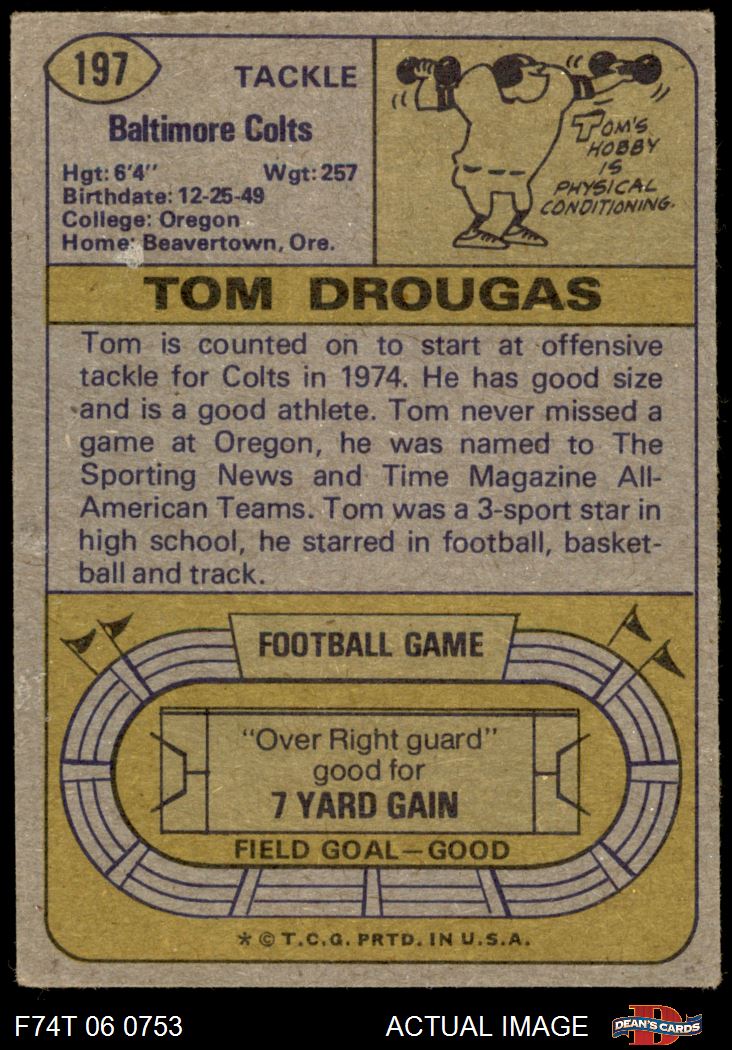 197
TACKLE
Baltimore Colts
Hgt: 6'4" Wgt: 257
Birthdate: 12-25-49
College: Oregon
Home: Beavertown, Ore.
TOM'S
HOBBY
IS
PHYSICAL
CONDITIONING.
TOM DROUGAS
Tom is counted on to start at offensive
tackle for Colts in 1974. He has good size
and is a good athlete. Tom never missed a
game at Oregon, he was named to The
Sporting News and Time Magazine All-
American Teams. Tom was a 3-sport star in
high school, he starred in football, basket-
ball and track.
FOOTBALL GAME
"Over Right guard"
good for
7 YARD GAIN
FIELD GOAL—GOOD
* © T.C.G. PRTD. IN U.S.A.
F74T 06 0753 ACTUAL IMAGE
D
DEAN'S CARDS